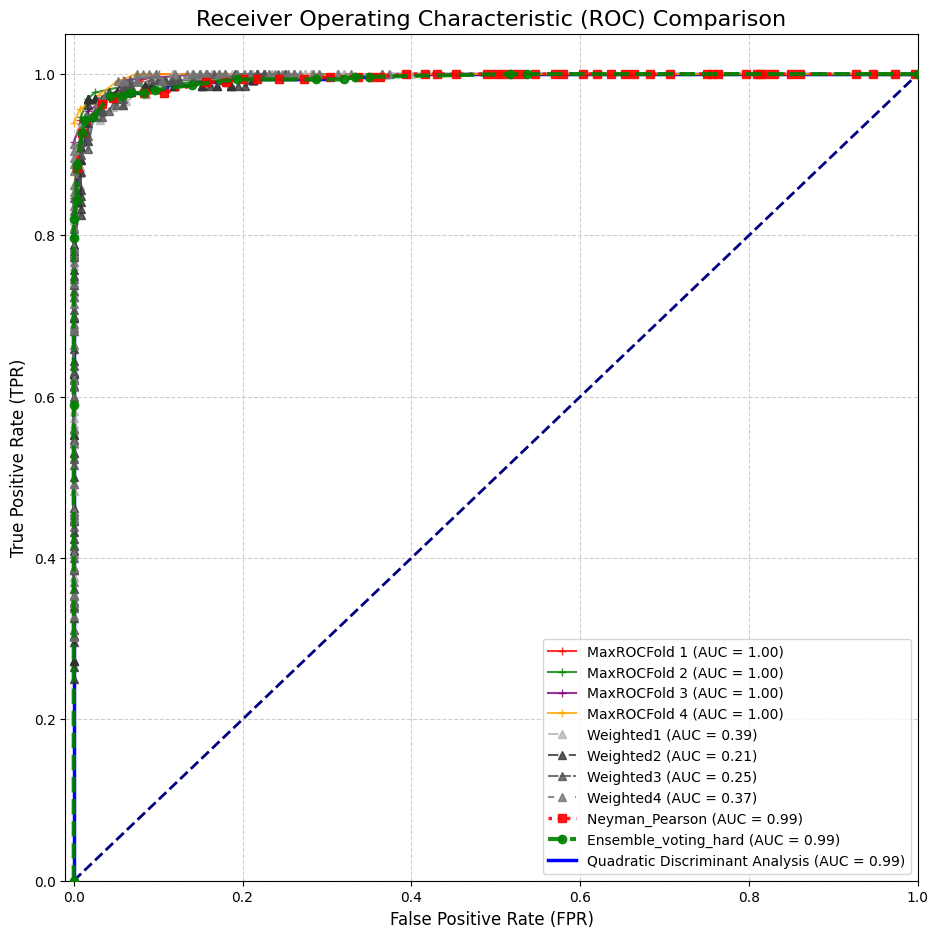 Receiver Operating Characteristic (ROC) Comparison
True Positive Rate (TPR)
1.0
0.8
0.6
0.4
0.2
0.0
0.0 0.2 0.4 0.6 0.8 1.0
False Positive Rate (FPR)
MaxROCFold 1 (AUC = 1.00)
MaxROCFold 2 (AUC = 1.00)
MaxROCFold 3 (AUC = 1.00)
MaxROCFold 4 (AUC = 1.00)
Weighted1 (AUC = 0.39)
Weighted2 (AUC = 0.21)
Weighted3 (AUC = 0.25)
Weighted4 (AUC = 0.37)
Neyman_Pearson (AUC = 0.99)
Ensemble_voting_hard (AUC = 0.99)
Quadratic Discriminant Analysis (AUC = 0.99)